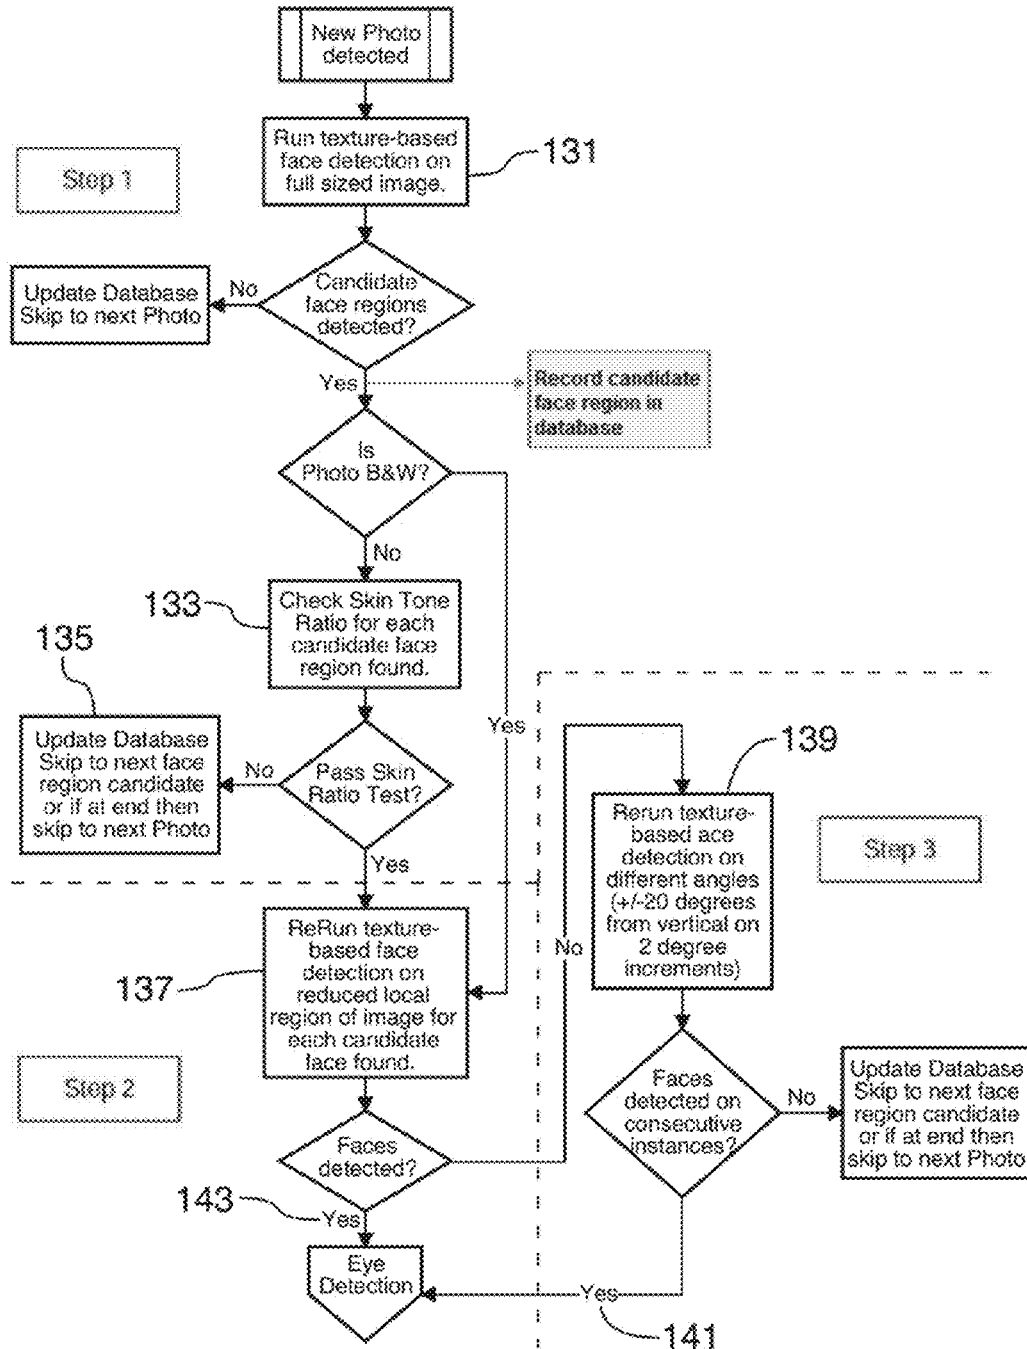 New Photo
detected
Run texture-based
face detection on
full sized image.
131
Step 1
Candidate
face regions
detected?
No
Update Database
Skip to next Photo
Yes
Record candidate
face region in
database
Is
Photo B&W?
No
Yes
133
Check Skin Tone
Ratio for each
candidate face
region found.
135
Update Database
Skip to next face
region candidate
or if at end then
skip to next Photo
No
Pass Skin
Ratio Test?
Yes
137
ReRun texture-
based face
detection on
reduced local
region of image for
each candidate
face found.
Step 2
Faces
detected?
No
143
Yes
Eye
Detection
139
Rerun texture-
based ace
detection on
different angles
(+/-20 degrees
from vertical on
2 degree
increments)
Step 3
Faces
detected on
consecutive
instances?
No
Update Database
Skip to next face
region candidate
or if at end then
skip to next Photo
Yes
141